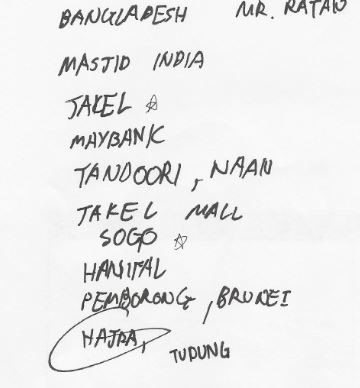 BANGLADESH MR. RATAN
MASJID INDIA
JAKEL ☆
MAYBANK
TANDOORI, NAAN
JAKEL MALL
SOGO ☆
HANIFAL
PEMBORONG, BRUNEI
HAJRA,
TUDUNG